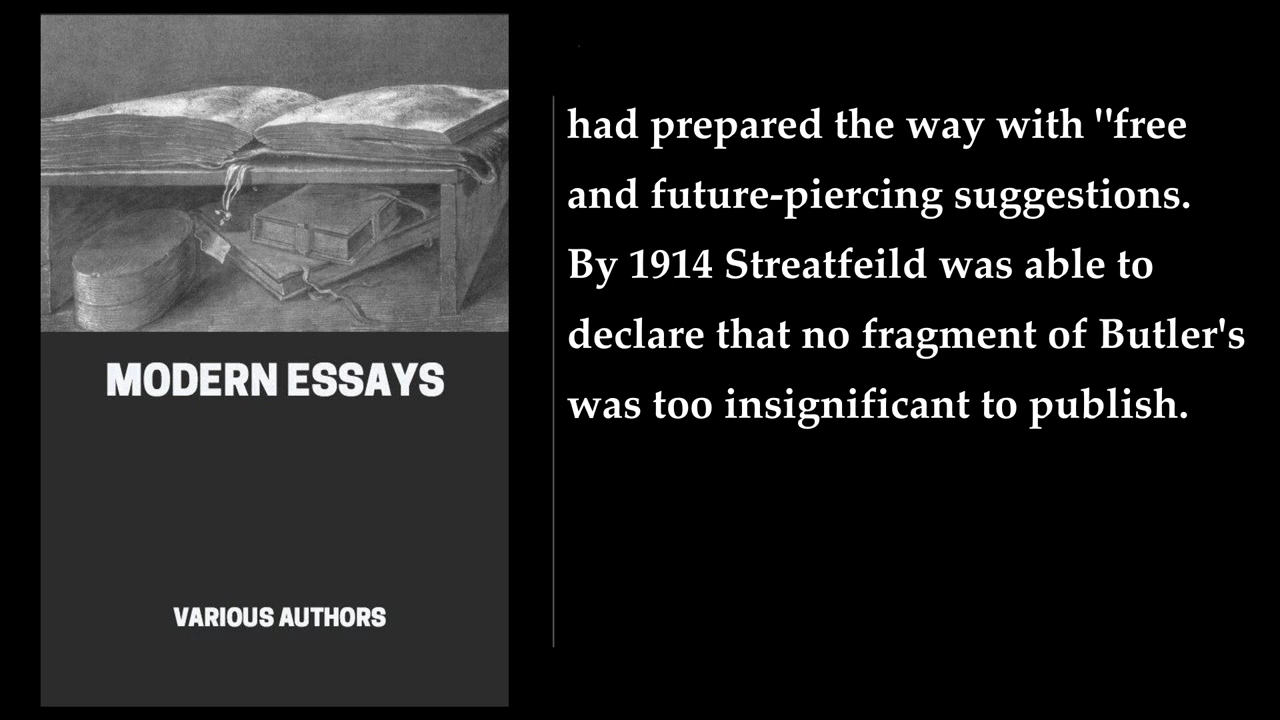 MODERN ESSAYS
VARIOUS AUTHORS
had prepared the way with "free
and future-piercing suggestions.
By 1914 Streatfeild was able to
declare that no fragment of Butler's
was too insignificant to publish.